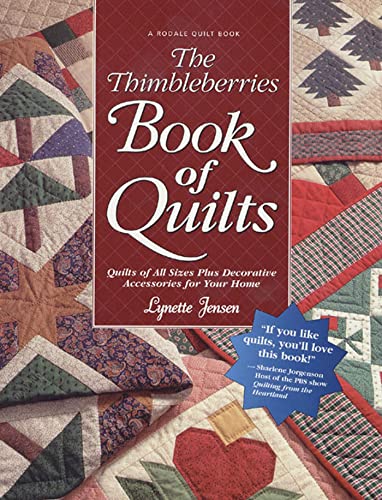 A RODALE QUILT BOOK
The
Thimbleberries
Book
of
Quilts
Quilts of All Sizes Plus Decorative
Accessories for Your Home
Lynette Jensen
"If you like
quilts, you'll love
this book!"
— Sharlene Jorgenson
Host of the PBS show
Quilting from the
Heartland